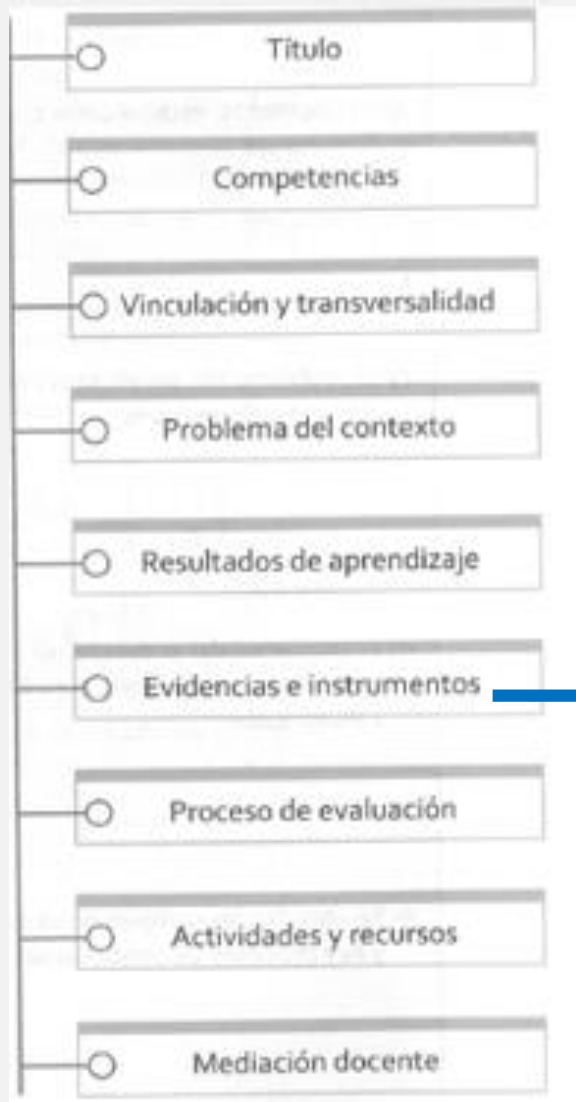 Título
Competencias
Vinculación y transversalidad
Problema del contexto
Resultados de aprendizaje
Evidencias e instrumentos
Proceso de evaluación
Actividades y recursos
Mediación docente